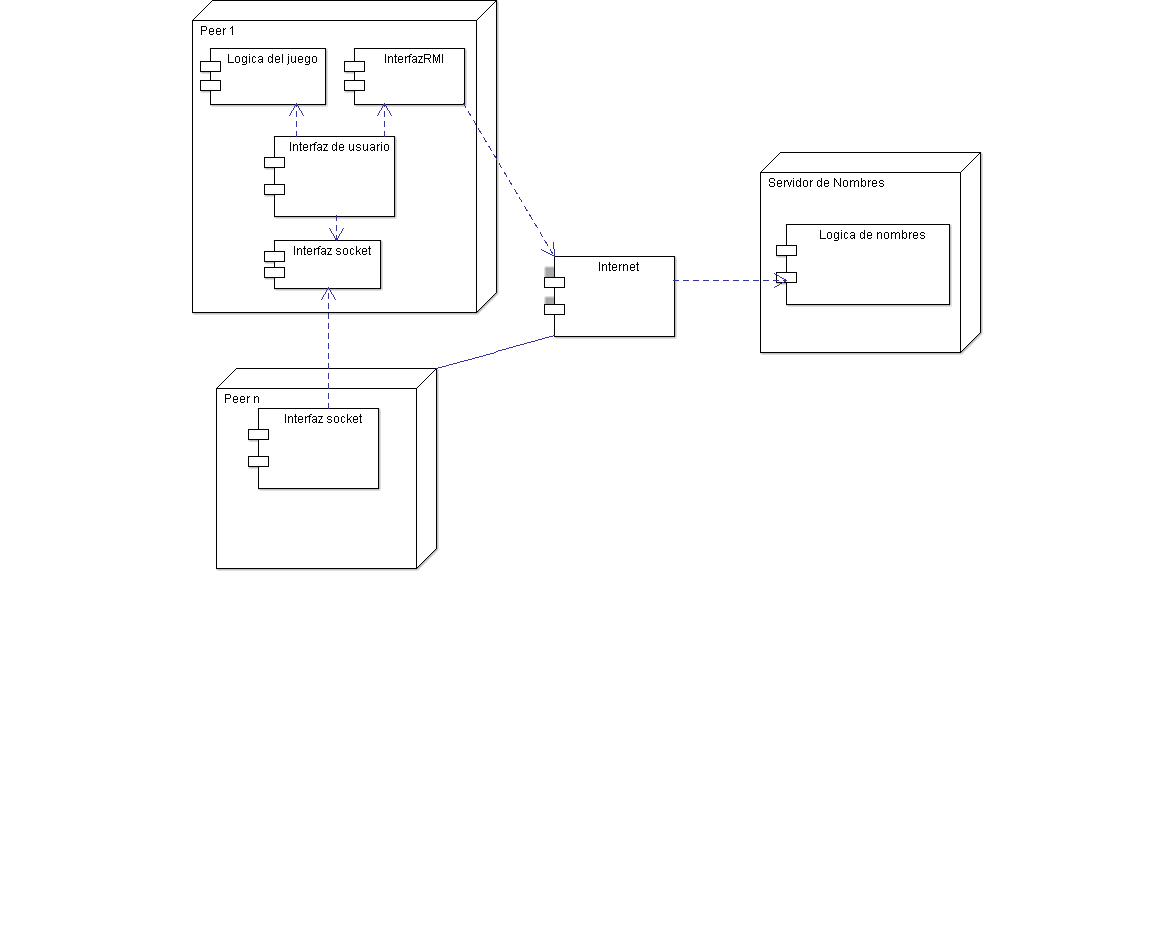 Peer 1
Logica del juego
InterfazRMI
Interfaz de usuario
Interfaz socket
Servidor de Nombres
Logica de nombres
Internet
Peer n
Interfaz socket